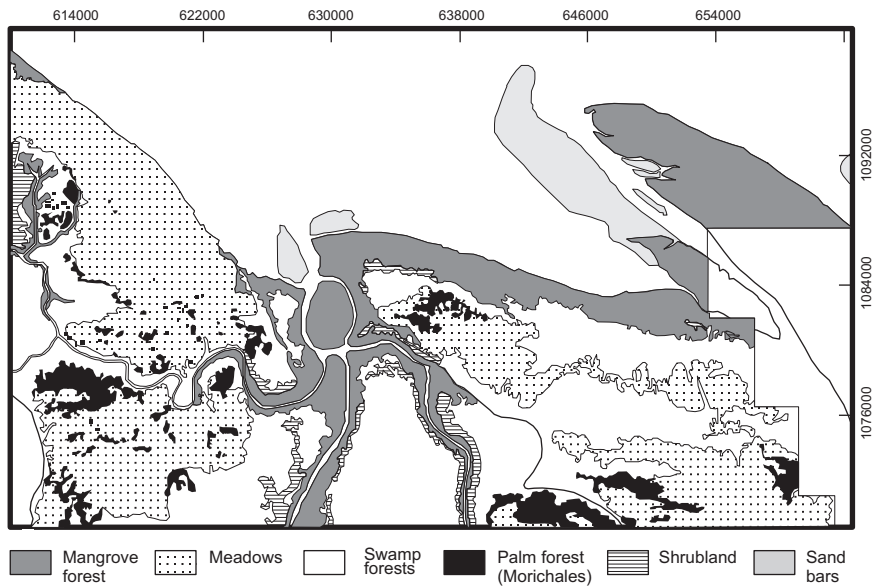 614000 622000 630000 638000 646000 654000
1092000
1084000
1076000
Mangrove forest
Meadows
Swamp forests
Palm forest (Morichales)
Shrubland
Sand bars